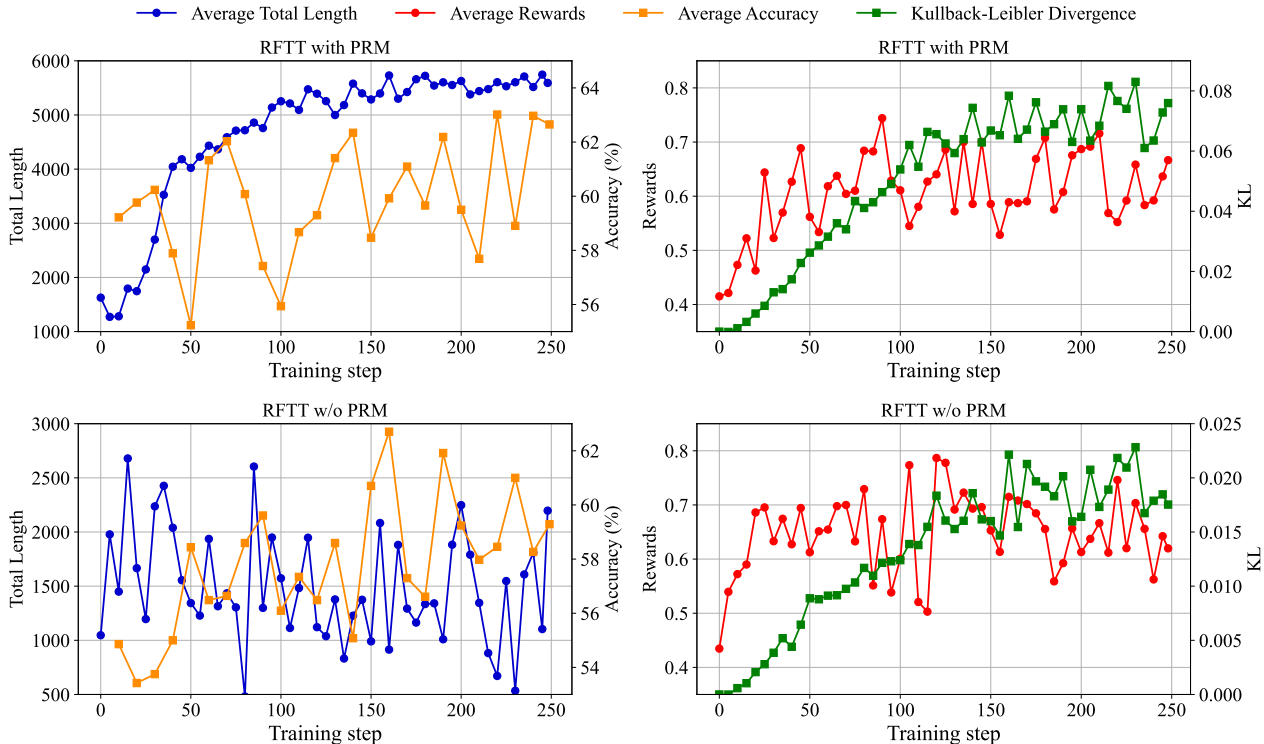 Average Total Length Average Rewards Average Accuracy Kullback-Leibler Divergence
RFTT with PRM
6000
5000
4000
3000
2000
1000
Total Length
64
62
60
58
56
Accuracy (%)
0 50 100 150 200 250
Training step
RFTT with PRM
0.8
0.7
0.6
0.5
0.4
Rewards
0.08
0.06
0.04
0.02
0.00
KL
0 50 100 150 200 250
Training step
RFTT w/o PRM
3000
2500
2000
1500
1000
500
Total Length
62
60
58
56
54
Accuracy (%)
0 50 100 150 200 250
Training step
RFTT w/o PRM
0.8
0.7
0.6
0.5
0.4
Rewards
0.025
0.020
0.015
0.010
0.005
0.000
KL
0 50 100 150 200 250
Training step